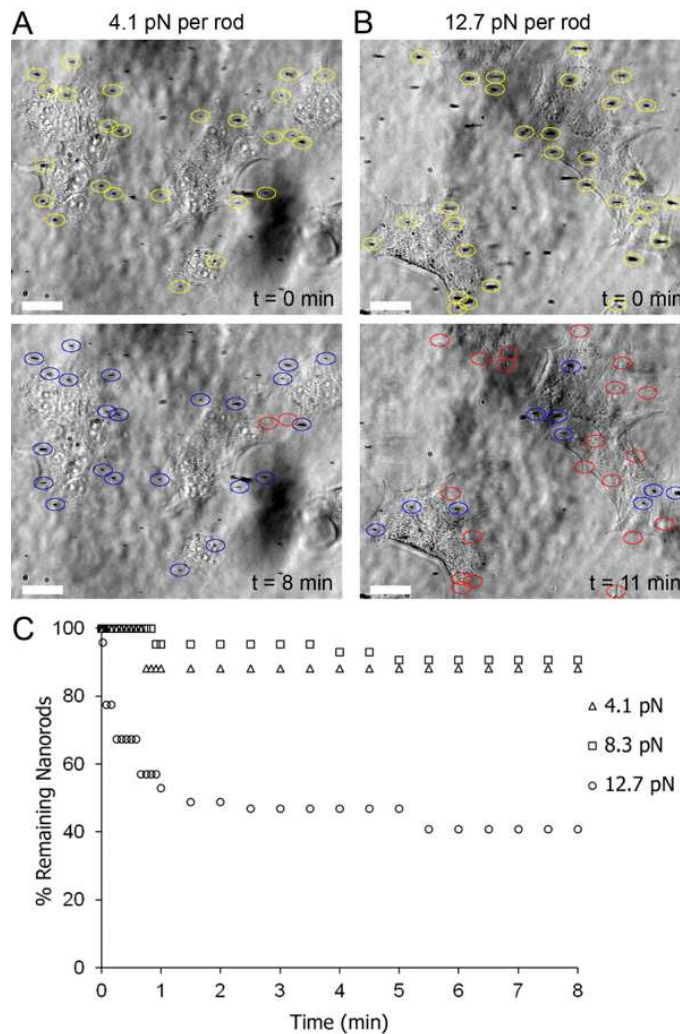 A 4.1 pN per rod
B 12.7 pN per rod
t = 0 min
t = 0 min
t = 8 min
t = 11 min
C
100
80
60
40
20
0
% Remaining Nanorods
0 1 2 3 4 5 6 7 8
Time (min)
4.1 pN
8.3 pN
12.7 pN